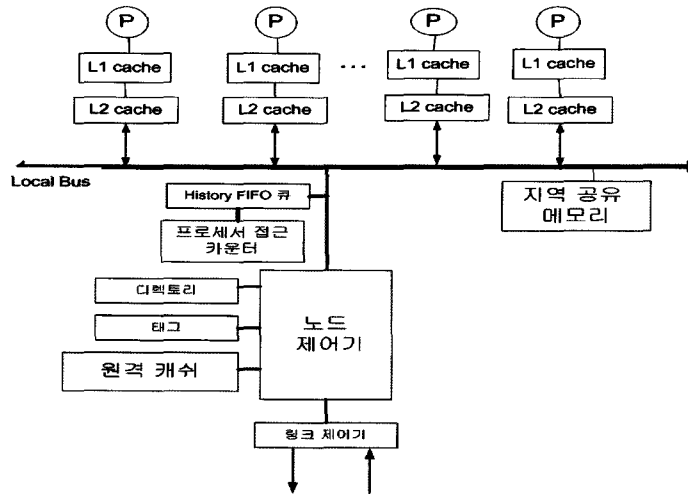 P P P P
L1 cache L1 cache ... L1 cache L1 cache
L2 cache L2 cache L2 cache L2 cache
Local Bus
History FIFO 큐
지역 공유
메모리
프로세서 접근
카운터
디렉토리
태그
원격 캐쉬
노드
제어기
링크 제어기